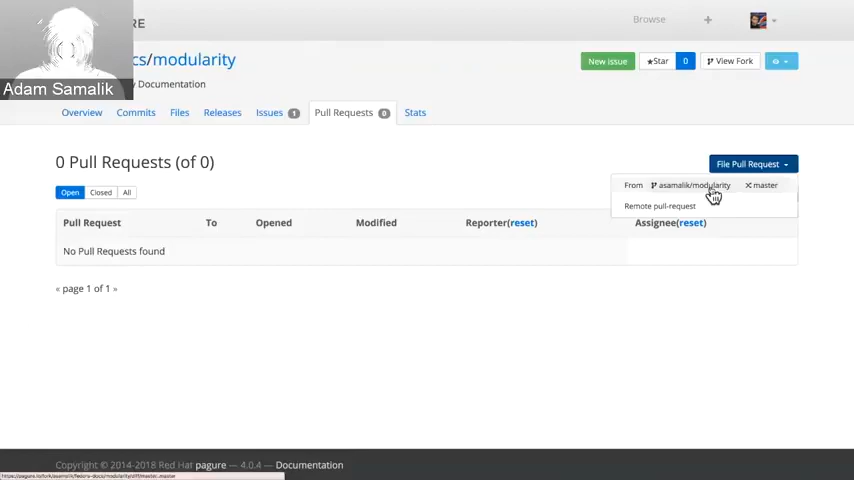 RE
Browse +
Adam Samalik
cs/modularity
New issue ★Star 0 View Fork
y Documentation
Overview Commits Files Releases Issues 1 Pull Requests 0 Stats
0 Pull Requests (of 0)
File Pull Request
From asamalik/modularity master
Remote pull-request
Open Closed All
Pull Request To Opened Modified Reporter(reset) Assignee(reset)
No Pull Requests found
« page 1 of 1 »
Copyright © 2014-2018 Red Hat pagure — 4.0.4 — Documentation